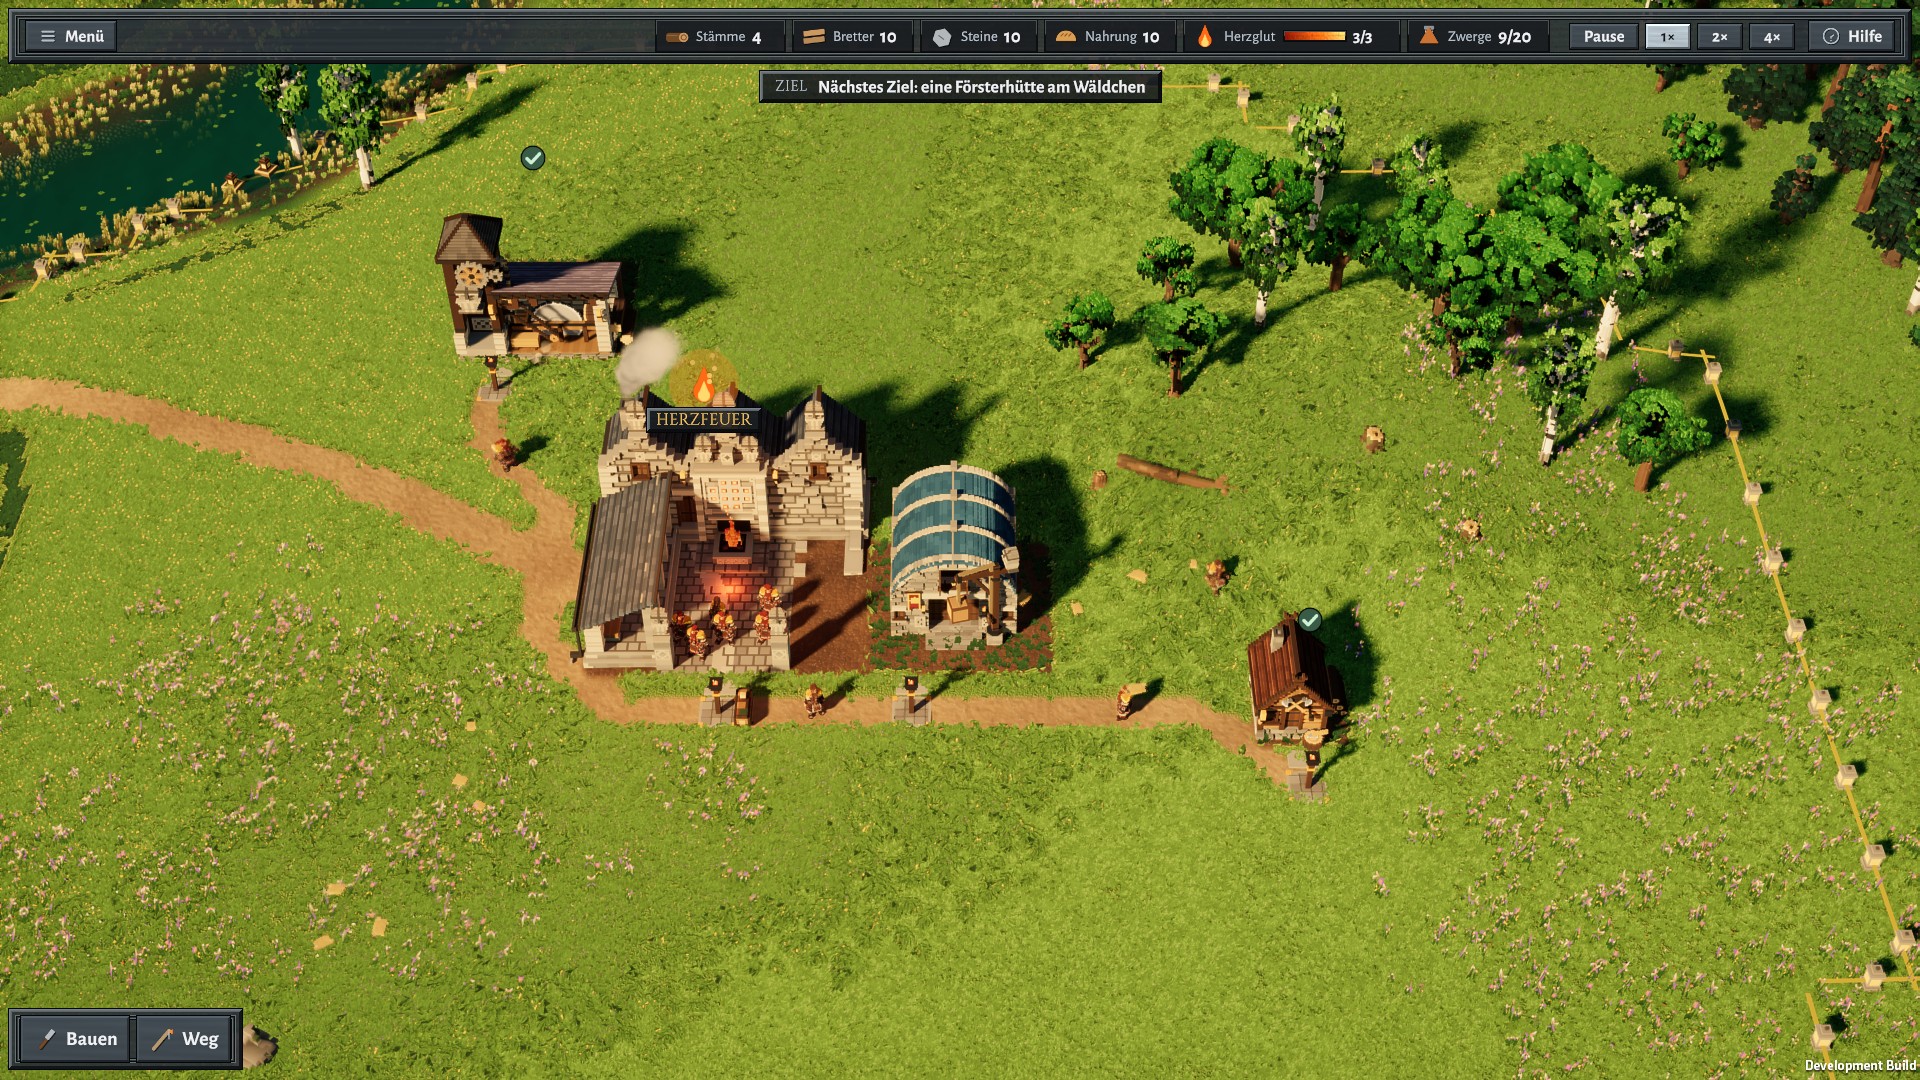 Menü
Stämme 4
Bretter 10
Steine 10
Nahrung 10
Herzglut 3/3
Zwerge 9/20
Pause
1×
2×
4×
Hilfe
ZIEL Nächstes Ziel: eine Försterhütte am Wäldchen
HERZFEUER
Bauen
Weg
Development Build